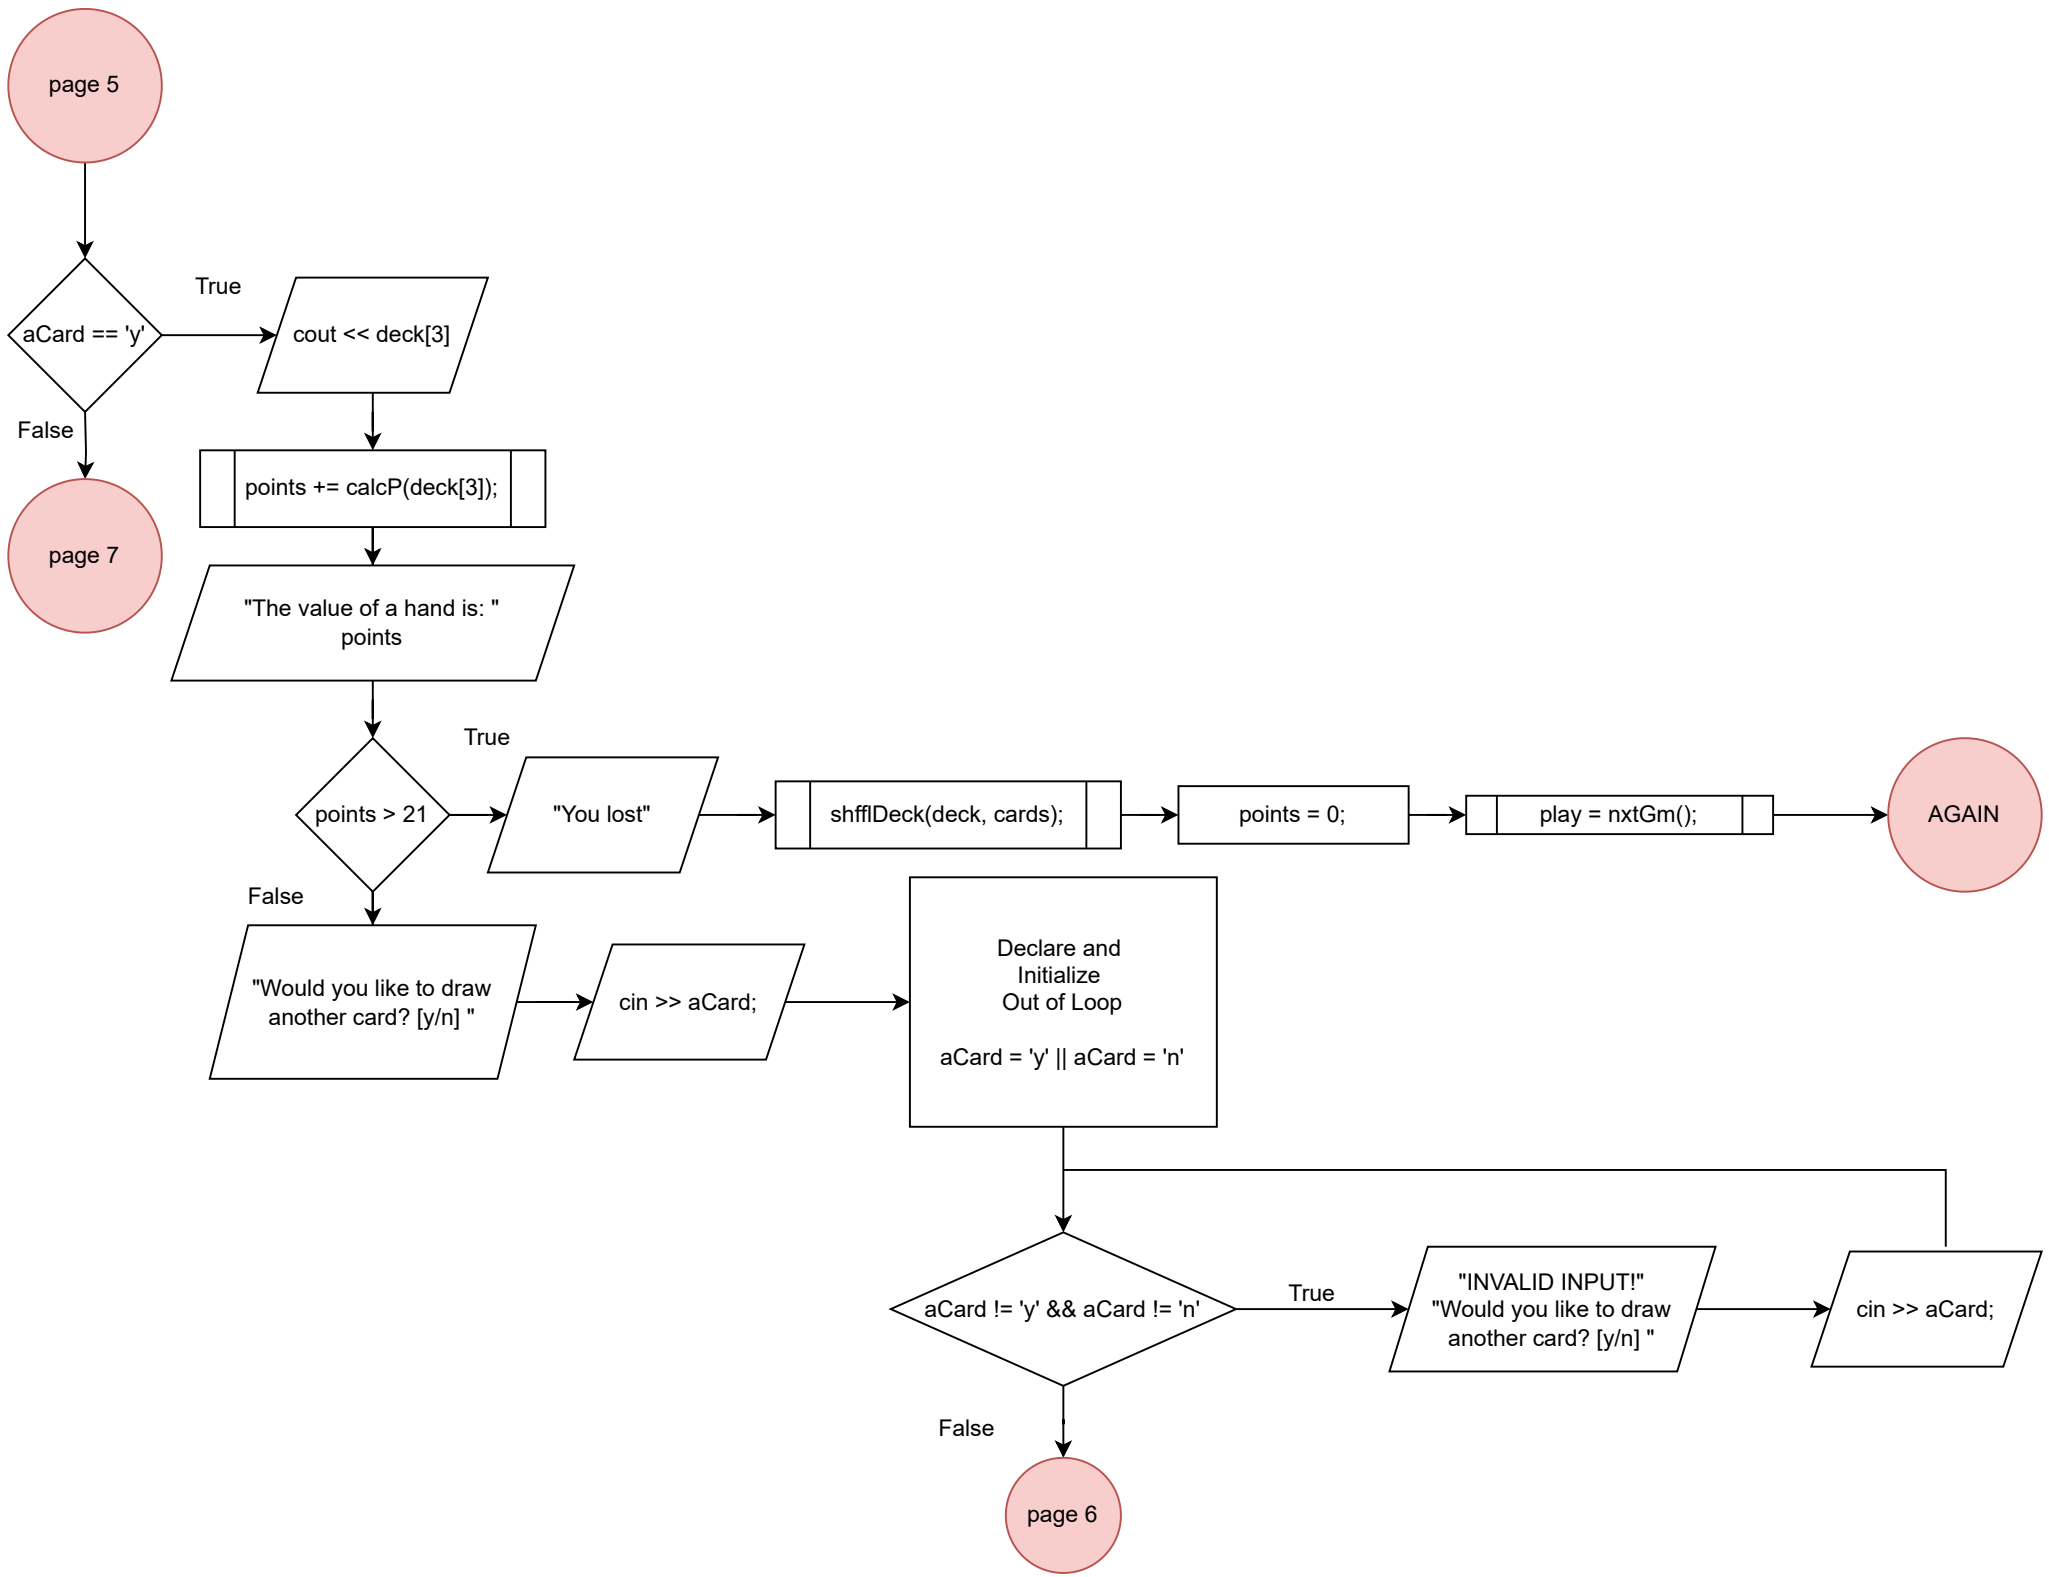 page 5
True
aCard == 'y'
cout << deck[3]
False
points += calcP(deck[3]);
page 7
"The value of a hand is: "
points
True
points > 21
"You lost"
shfflDeck(deck, cards);
points = 0;
play = nxtGm();
AGAIN
False
"Would you like to draw
another card? [y/n] "
cin >> aCard;
Declare and
Initialize
Out of Loop
aCard = 'y' || aCard = 'n'
aCard != 'y' && aCard != 'n'
True
"INVALID INPUT!"
"Would you like to draw
another card? [y/n] "
cin >> aCard;
False
page 6